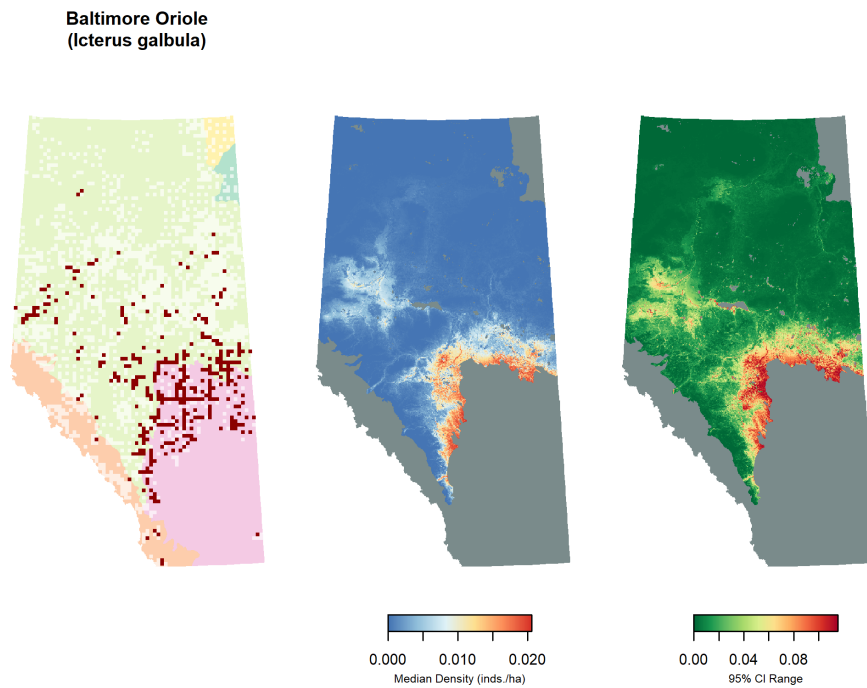 Baltimore Oriole
(Icterus galbula)
0.000 0.010 0.020
Median Density (inds./ha)
0.00 0.04 0.08
95% CI Range